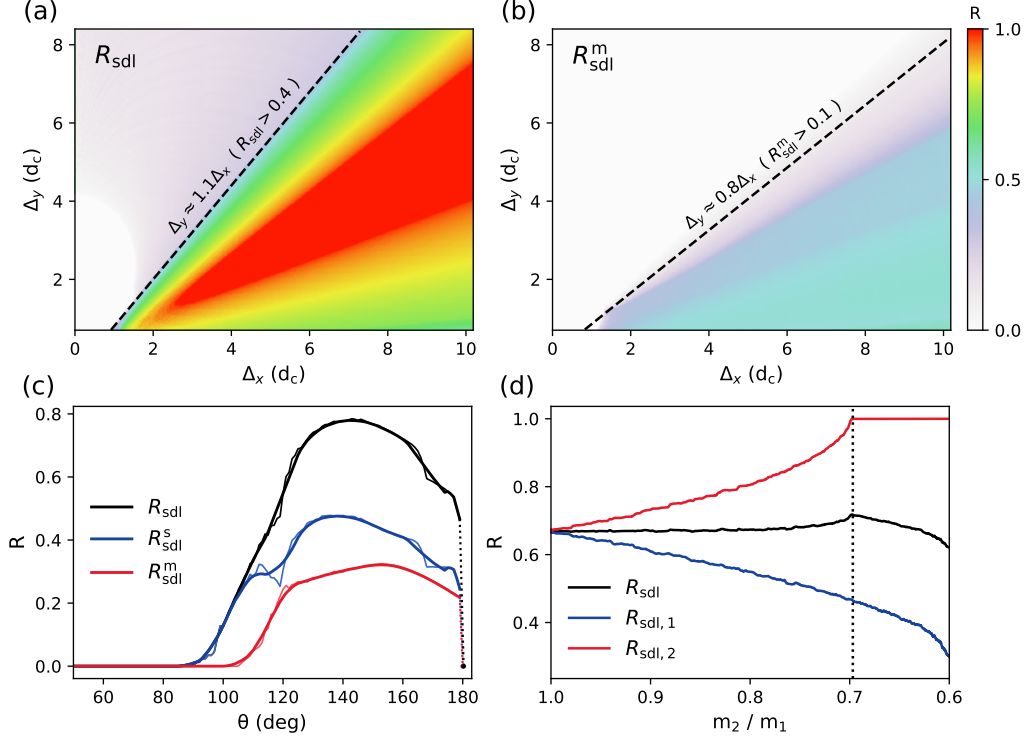 (a)
R_sdl
Δ_y ≈ 1.1Δ_x ( R_sdl > 0.4 )
8
6
4
2
0
2
4
6
8
10
Δ_y (d_c)
Δ_x (d_c)
(b)
R^m_sdl
Δ_y ≈ 0.8Δ_x ( R^m_sdl > 0.1 )
8
6
4
2
0
2
4
6
8
10
Δ_y (d_c)
Δ_x (d_c)
R
1.0
0.5
0.0
(c)
0.8
0.6
0.4
0.2
0.0
R
R_sdl
R^s_sdl
R^m_sdl
60
80
100
120
140
160
180
θ (deg)
(d)
1.0
0.8
0.6
0.4
R
R_sdl
R_sdl, 1
R_sdl, 2
1.0
0.9
0.8
0.7
0.6
m_2 / m_1